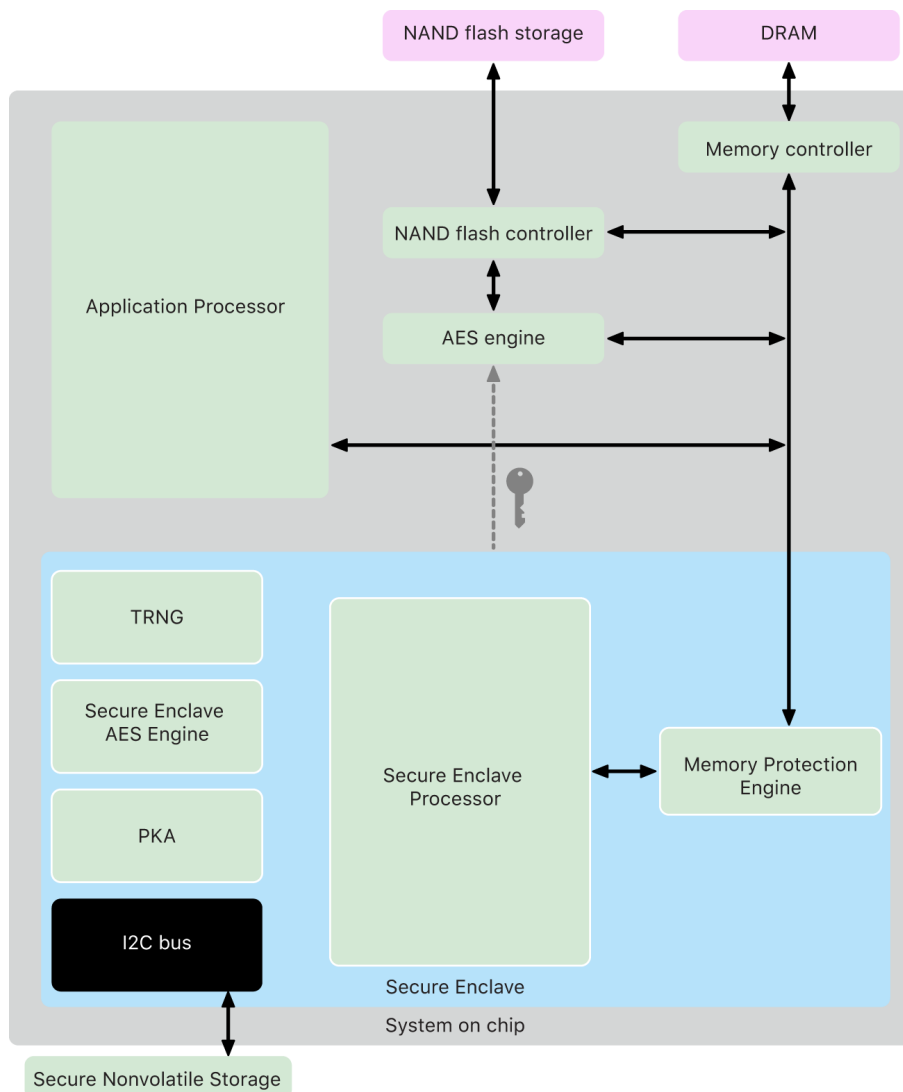 NAND flash storage
DRAM
Memory controller
NAND flash controller
Application Processor
AES engine
TRNG
Secure Enclave
AES Engine
Secure Enclave
Processor
Memory Protection
Engine
PKA
I2C bus
Secure Enclave
System on chip
Secure Nonvolatile Storage